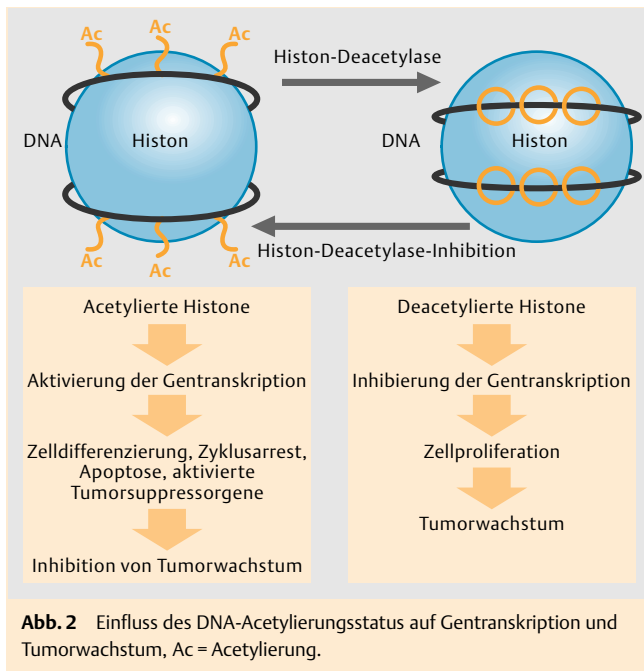 Ac Ac Ac
Histon-Deacetylase
DNA Histon
DNA Histon
Ac Ac Ac
Histon-Deacetylase-Inhibition
Acetylierte Histone
Aktivierung der Gentranskription
Zelldifferenzierung, Zyklusarrest,
Apoptose, aktivierte
Tumorsuppressorgene
Inhibition von Tumorwachstum
Deacetylierte Histone
Inhibierung der Gentranskription
Zellproliferation
Tumorwachstum
Abb. 2 Einfluss des DNA-Acetylierungsstatus auf Gentranskription und
Tumorwachstum, Ac = Acetylierung.